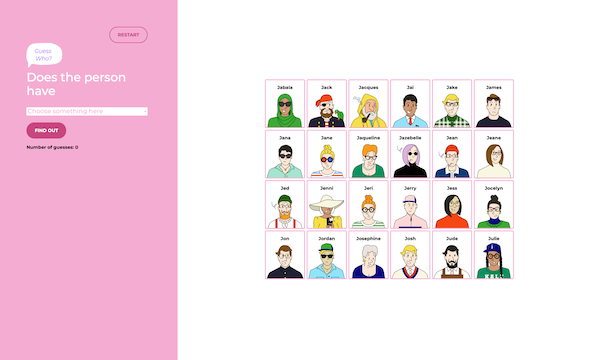 RESTART
Guess
Who?
Does the person
have
Choose something here
FIND OUT
Number of guesses: 0
Jabala Jack Jacques Jai Jake James
Jana Jane Jaqueline Jazebelle Jean Jeane
Jed Jenni Jeri Jerry Jess Jocelyn
Jon Jordan Josephine Josh Jude Julie